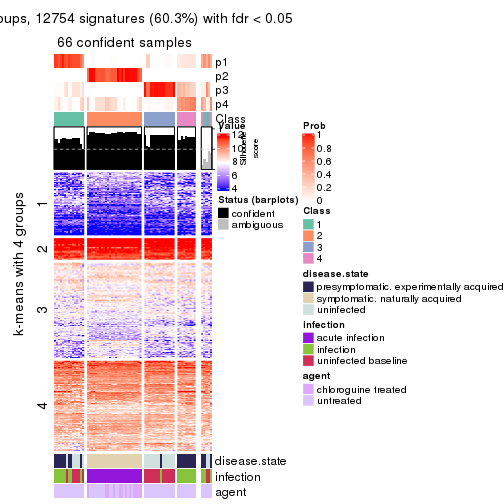 oups, 12754 signatures (60.3%) with fdr < 0.05
66 confident samples
p1
p2
p3
p4
Class
k-means with 4 groups
1
2
3
4
Value
12
10
8
6
4
Silhouette
score
Status (barplots)
confident
ambiguous
Prob
1
0.8
0.6
0.4
0.2
0
Class
1
2
3
4
disease.state
presymptomatic, experimentally acquired
symptomatic, naturally acquired
uninfected
infection
acute infection
infection
uninfected baseline
agent
chloroguine treated
untreated
disease.state
infection
agent